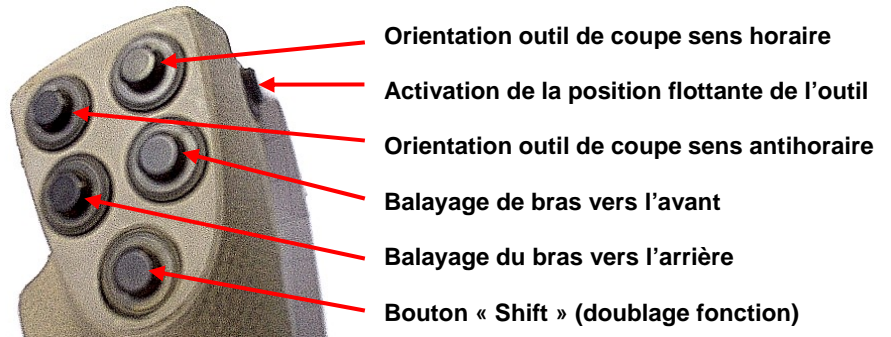 Orientation outil de coupe sens horaire
Activation de la position flottante de l’outil
Orientation outil de coupe sens antihoraire
Balayage de bras vers l’avant
Balayage du bras vers l’arrière
Bouton « Shift » (doublage fonction)